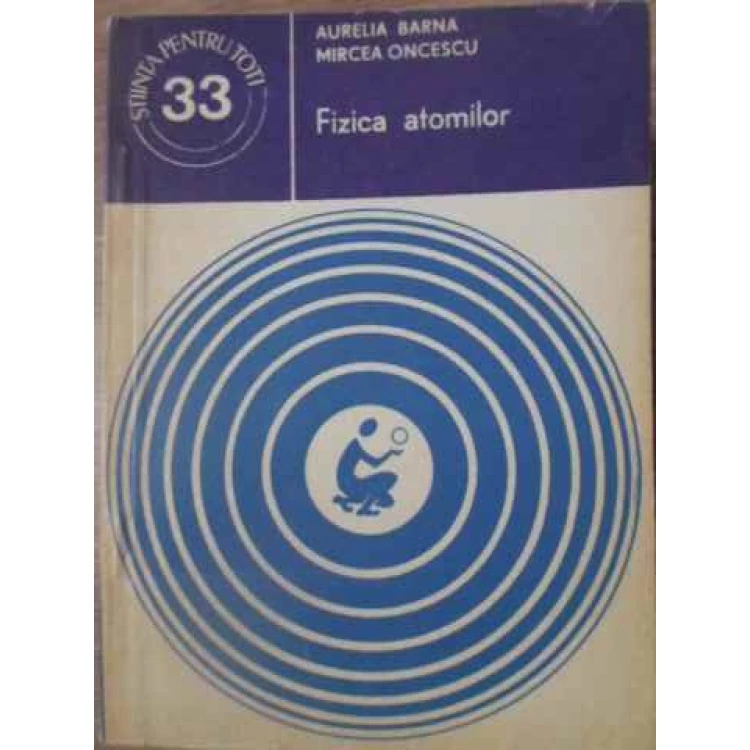 ȘTIINȚA PENTRU TOȚI
33
AURELIA BARNA
MIRCEA ONCESCU
Fizica atomilor